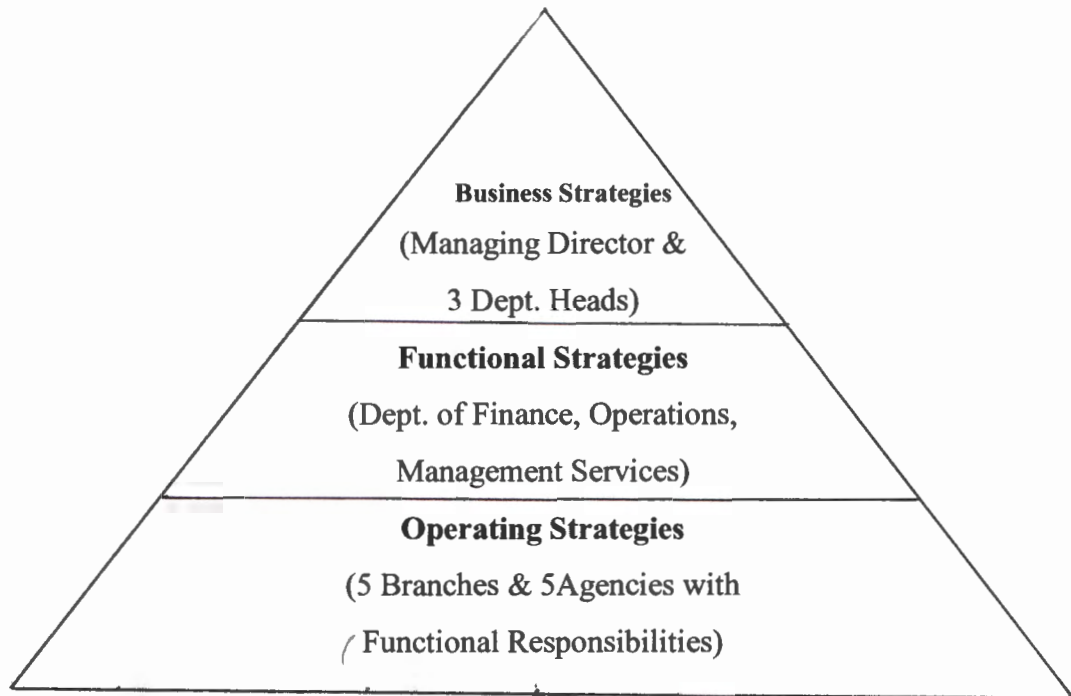 Business Strategies
(Managing Director &
3 Dept. Heads)
Functional Strategies
(Dept. of Finance, Operations,
Management Services)
Operating Strategies
(5 Branches & 5Agencies with
Functional Responsibilities)